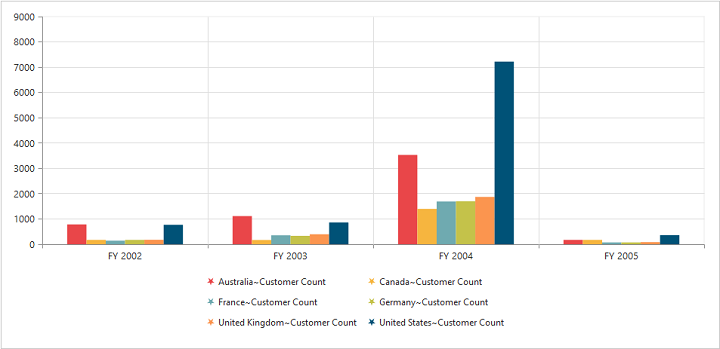 9000
8000
7000
6000
5000
4000
3000
2000
1000
0
FY 2002 FY 2003 FY 2004 FY 2005
Australia~Customer Count Canada~Customer Count
France~Customer Count Germany~Customer Count
United Kingdom~Customer Count United States~Customer Count